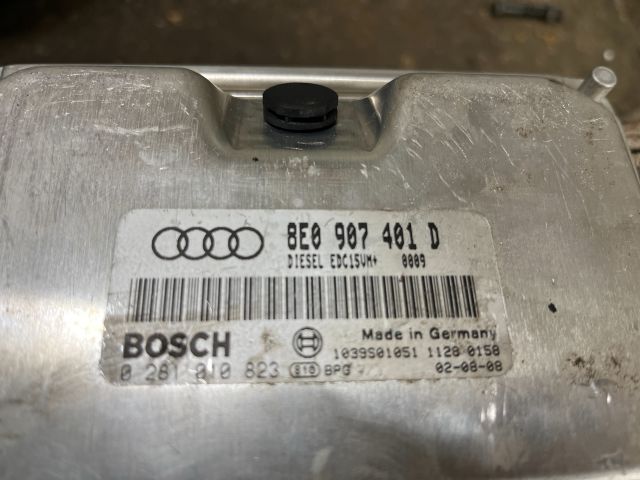 8E0 907 401 D
DIESEL EDC15VM+ 0009
BOSCH
Made in Germany
1039S01051 1128 0158
0 281 010 823 S10 BPG 02-08-08